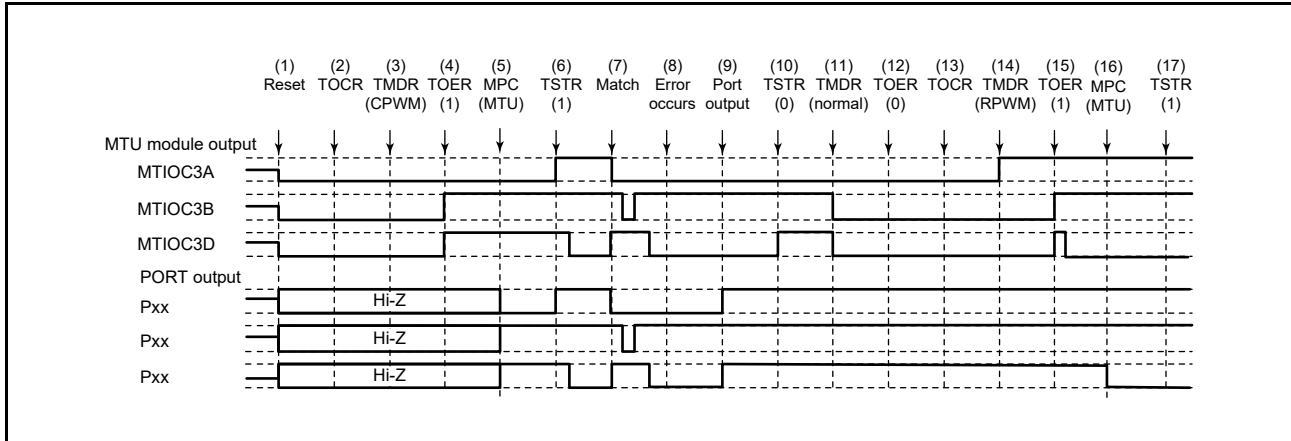 (1) (2) (3) (4) (5) (6) (7) (8) (9) (10) (11) (12) (13) (14) (15) (16) (17)
Reset TOCR TMDR TOER MPC TSTR Match Error Port TSTR TMDR TOER TOCR TMDR TOER MPC TSTR
(CPWM) (1) (MTU) (1) occurs output (0) (normal) (0) (RPWM) (1) (MTU) (1)
MTU module output
MTIOC3A
MTIOC3B
MTIOC3D
PORT output
Pxx Hi-Z
Pxx Hi-Z
Pxx Hi-Z